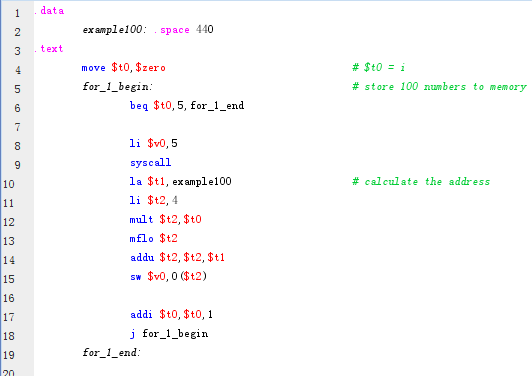 1 .data
2 example100: .space 440
3 .text
4 move $t0,$zero # $t0 = i
5 for_1_begin: # store 100 numbers to memory
6 beq $t0,5,for_1_end
7
8 li $v0,5
9 syscall
10 la $t1,example100 # calculate the address
11 li $t2,4
12 mult $t2,$t0
13 mflo $t2
14 addu $t2,$t2,$t1
15 sw $v0,0($t2)
16
17 addi $t0,$t0,1
18 j for_1_begin
19 for_1_end:
20